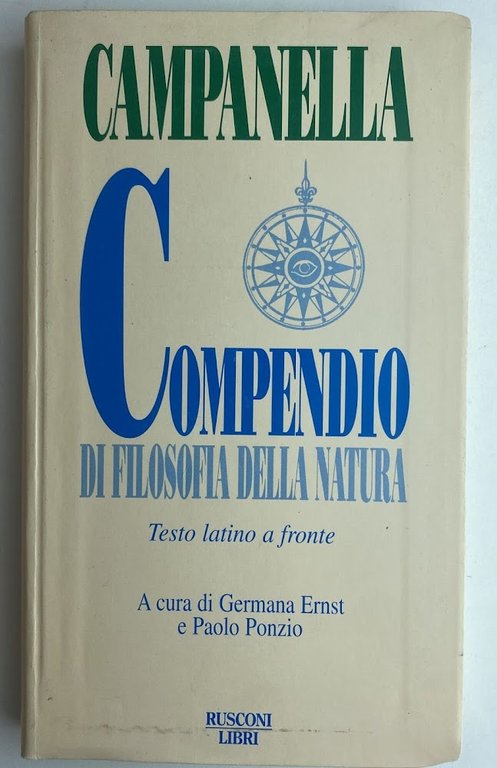 CAMPANELLA
COMPENDIO
DI FILOSOFIA DELLA NATURA
Testo latino a fronte
A cura di Germana Ernst
e Paolo Ponzio
RUSCONI
LIBRI